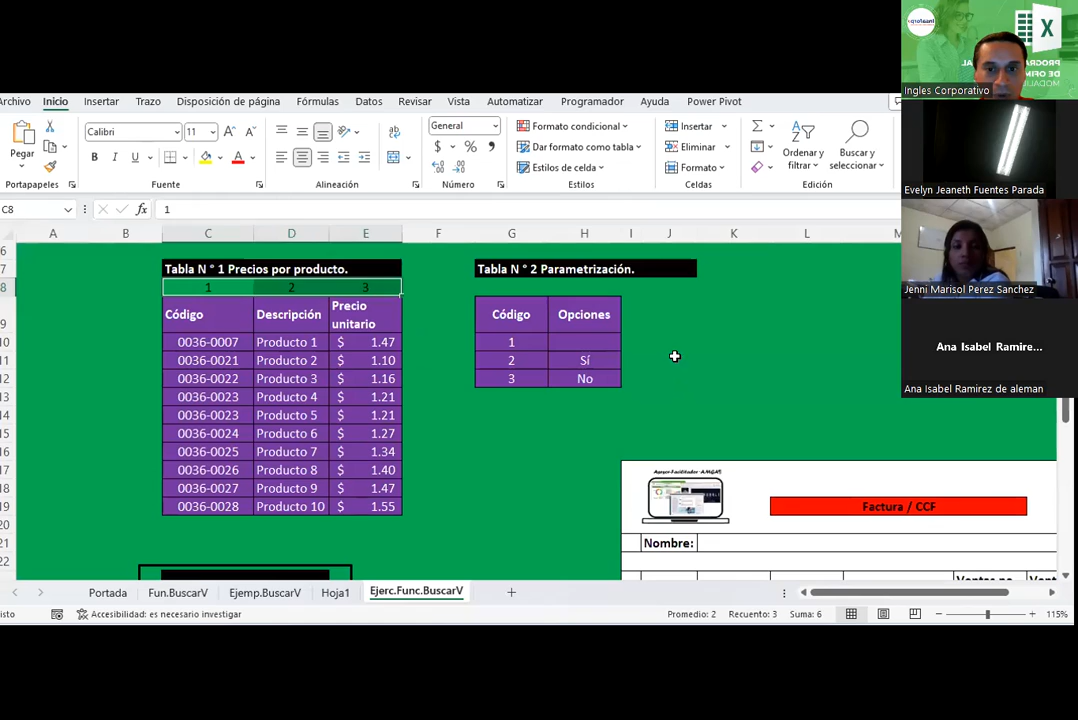 Archivo Inicio Insertar Trazo Disposición de página Fórmulas Datos Revisar Vista Automatizar Programador Ayuda Power Pivot
Pegar
Calibri 11
General
Formato condicional
Dar formato como tabla
Estilos de celda
Insertar
Eliminar
Formato
Ordenar y filtrar
Buscar y seleccionar
Portapapeles Fuente Alineación Número Estilos Celdas Edición
C8 fx 1
A B C D E F G H I J K L M
Tabla N ° 1 Precios por producto. Tabla N ° 2 Parametrización.
1 2 3
Código Descripción Precio unitario Código Opciones
0036-0007 Producto 1 $ 1.47 1
0036-0021 Producto 2 $ 1.10 2 Sí
0036-0022 Producto 3 $ 1.16 3 No
0036-0023 Producto 4 $ 1.21
0036-0023 Producto 5 $ 1.21
0036-0024 Producto 6 $ 1.27
0036-0025 Producto 7 $ 1.34
0036-0026 Producto 8 $ 1.40
0036-0027 Producto 9 $ 1.47
0036-0028 Producto 10 $ 1.55
Factura / CCF
Nombre:
Portada Fun.BuscarV Ejemp.BuscarV Hoja1 Ejerc.Func.BuscarV
Accesibilidad: es necesario investigar Promedio: 2 Recuento: 3 Suma: 6 115%
Ingles Corporativo
Evelyn Jeaneth Fuentes Parada
Jenni Marisol Perez Sanchez
Ana Isabel Ramire...
Ana Isabel Ramirez de aleman